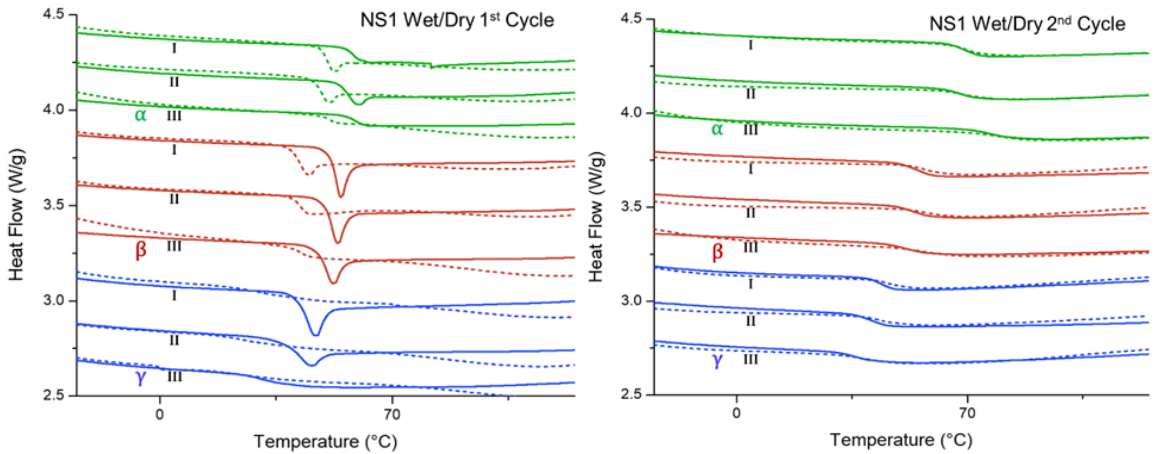 NS1 Wet/Dry 1st Cycle
4.5
4.0
3.5
3.0
2.5
Heat Flow (W/g)
I
II
III
α
I
II
III
β
I
II
III
γ
0
70
Temperature (°C)
NS1 Wet/Dry 2nd Cycle
4.5
4.0
3.5
3.0
2.5
Heat Flow (W/g)
I
II
III
α
I
II
III
β
I
II
III
γ
0
70
Temperature (°C)